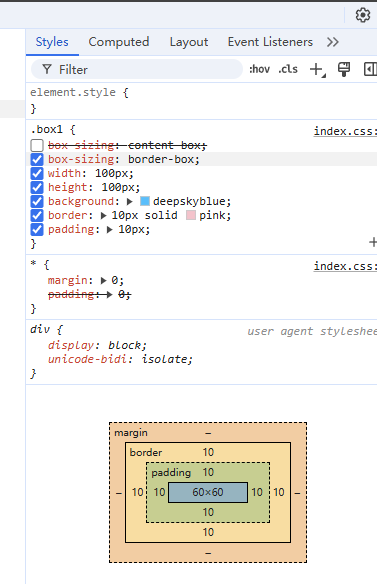 Styles Computed Layout Event Listeners
Filter :hov .cls
element.style {
}
.box1 { index.css:
box-sizing: content-box;
box-sizing: border-box;
width: 100px;
height: 100px;
background: deepskyblue;
border: 10px solid pink;
padding: 10px;
}
* { index.css:
margin: 0;
padding: 0;
}
div { user agent styleshee
display: block;
unicode-bidi: isolate;
}
margin –
border 10
padding 10
– 10 10 60×60 10 10 –
10
10
–